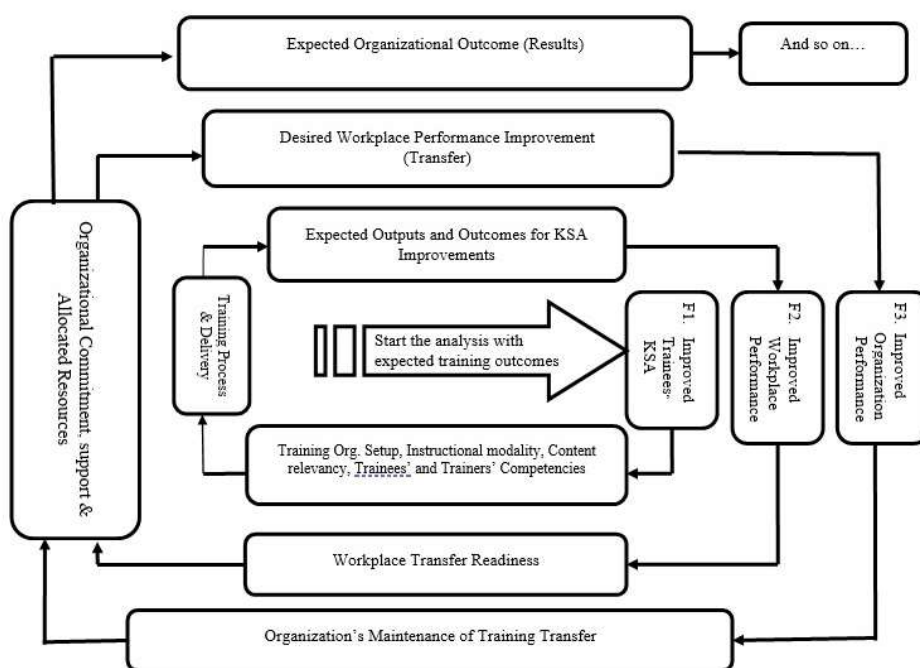 Expected Organizational Outcome (Results)
And so on…
Desired Workplace Performance Improvement
(Transfer)
Expected Outputs and Outcomes for KSA
Improvements
Organizational Commitment, support &
Allocated Resources
Training Process
& Delivery
Start the analysis with
expected training outcomes
F1. Improved
Trainees-
KSA
F2. Improved
Workplace
Performance
F3. Improved
Organization
Performance
Training Org. Setup, Instructional modality, Content
relevancy, Trainees’ and Trainers’ Competencies
Workplace Transfer Readiness
Organization’s Maintenance of Training Transfer